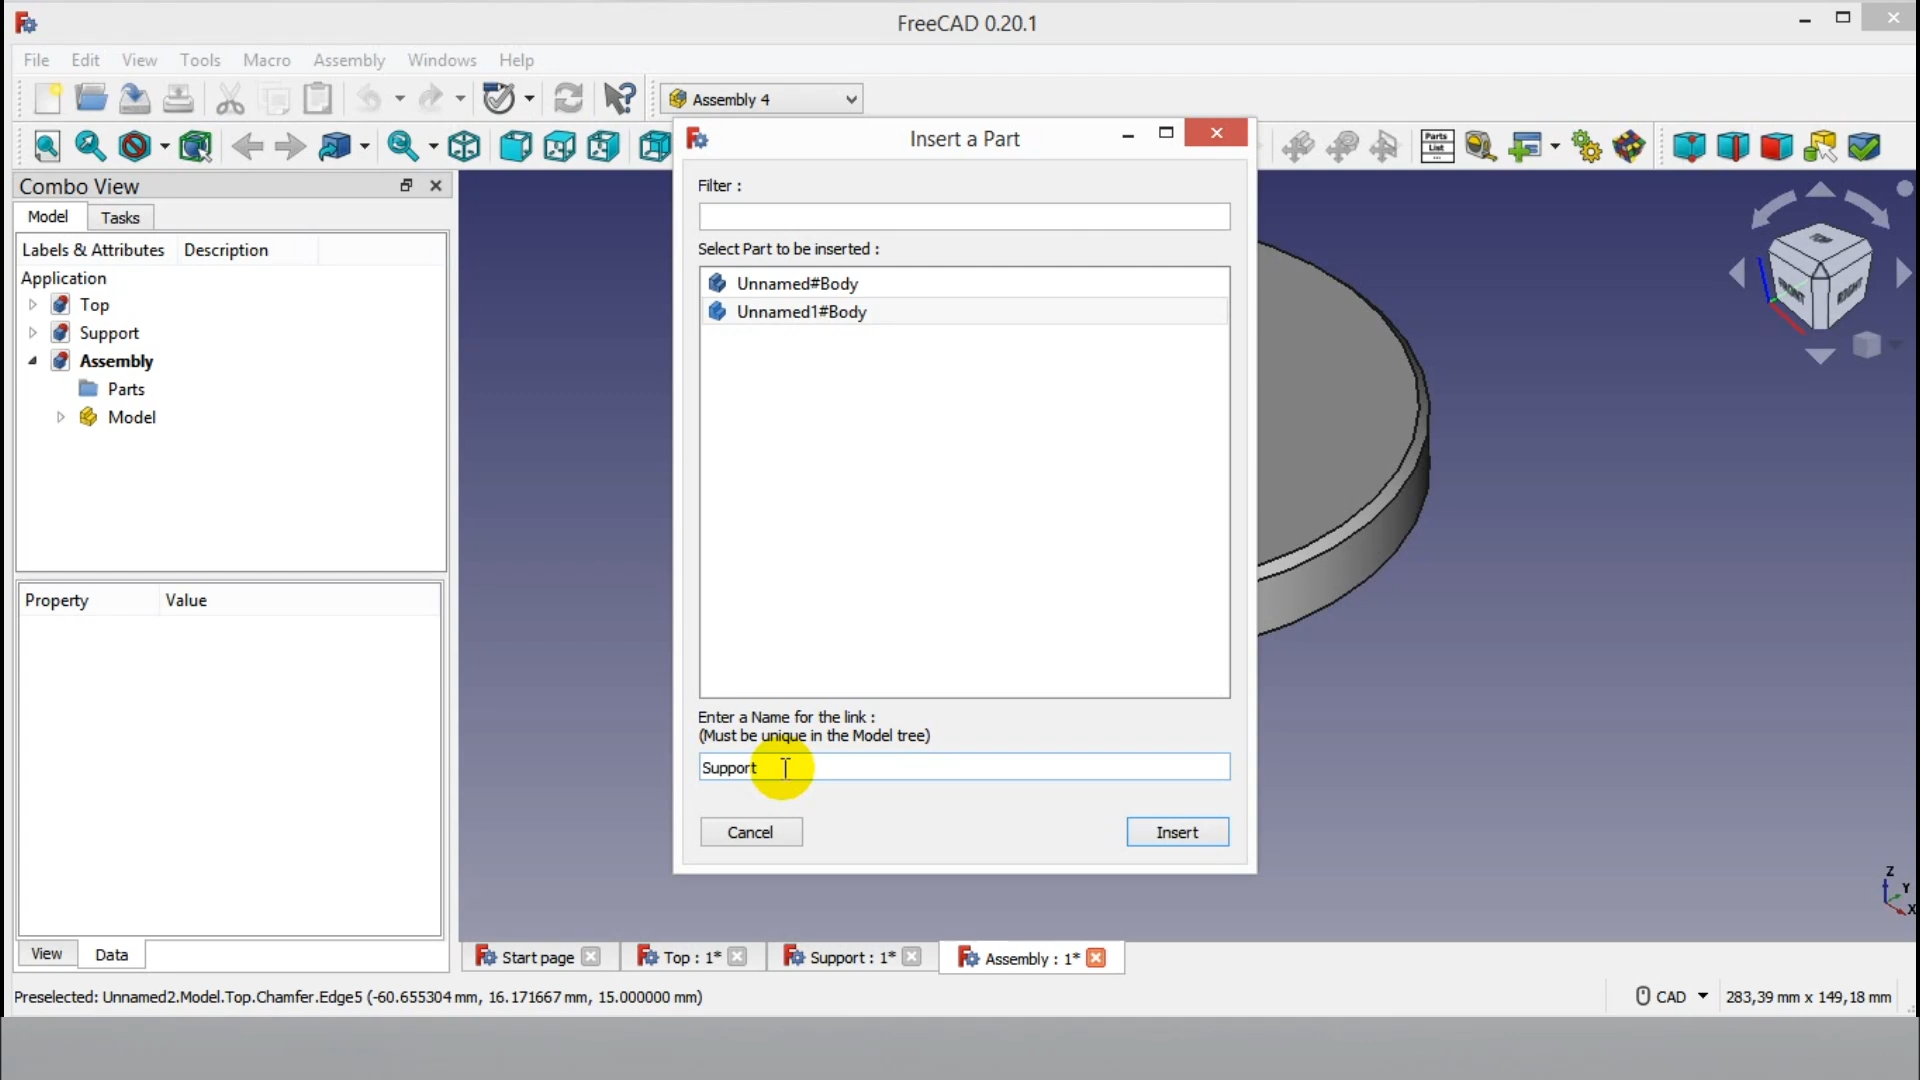 FreeCAD 0.20.1
File Edit View Tools Macro Assembly Windows Help
Assembly 4
Parts
List
Insert a Part
Combo View
Model Tasks
Labels & Attributes Description
Application
Top
Support
Assembly
Parts
Model
Property Value
View Data
Filter :
Select Part to be inserted :
Unnamed#Body
Unnamed1#Body
Enter a Name for the link :
(Must be unique in the Model tree)
Support
Cancel Insert
FRONT
RIGHT
Z
Y
X
Start page Top : 1* Support : 1* Assembly : 1*
Preselected: Unnamed2.Model.Top.Chamfer.Edge5 (-60.655304 mm, 16.171667 mm, 15.000000 mm)
CAD 283,39 mm x 149,18 mm